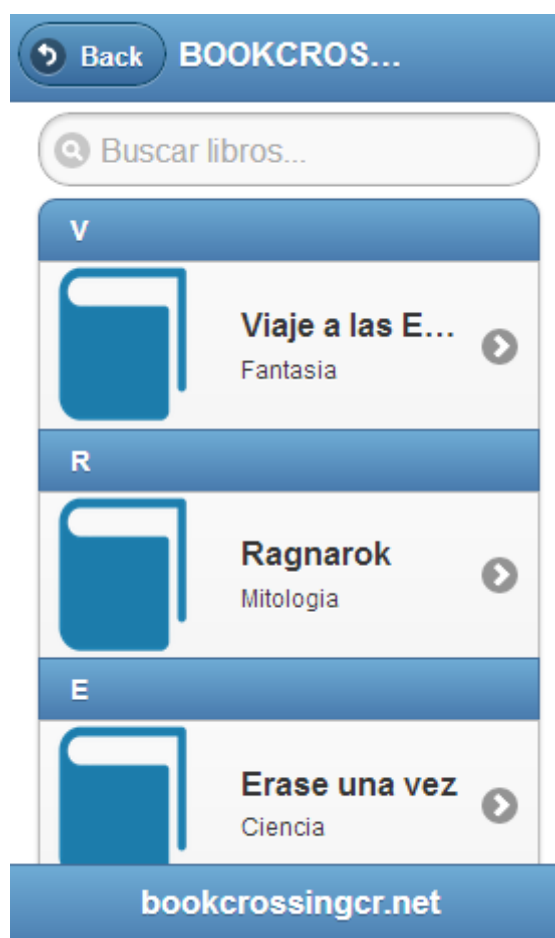 Back BOOKCROS...
Buscar libros...
V
Viaje a las E...
Fantasia
R
Ragnarok
Mitologia
E
Erase una vez
Ciencia
bookcrossingcr.net